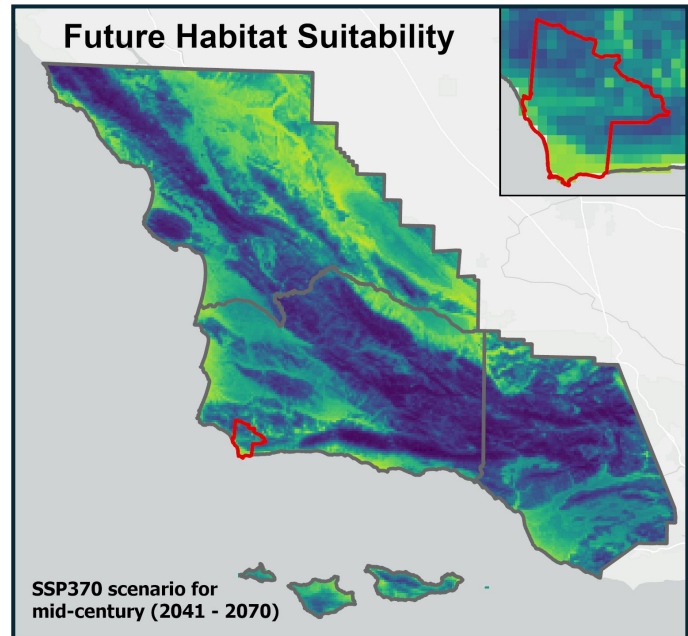 Future Habitat Suitability
SSP370 scenario for
mid-century (2041 - 2070)